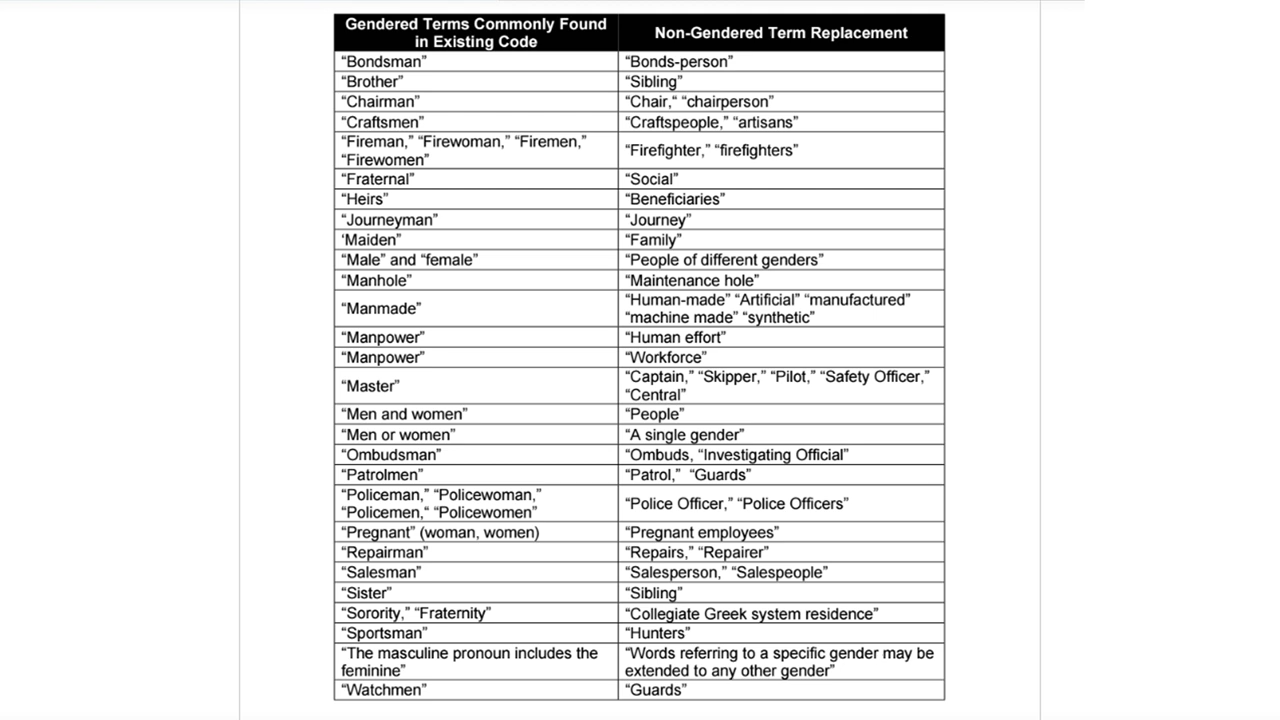 Gendered Terms Commonly Found Non-Gendered Term Replacement
in Existing Code
“Bondsman” “Bonds-person”
“Brother” “Sibling”
“Chairman” “Chair,“ “chairperson”
“Craftsmen” “Craftspeople,” “artisans”
“Fireman,” “Firewoman,” “Firemen,” “Firefighter,” “firefighters”
“Firewomen”
“Fraternal” “Social”
“Heirs” “Beneficiaries”
“Journeyman” “Journey”
‘Maiden” “Family”
“Male” and “female” “People of different genders”
“Manhole” “Maintenance hole”
“Manmade” “Human-made” “Artificial” “manufactured”
“machine made” “synthetic”
“Manpower” “Human effort”
“Manpower” “Workforce”
“Master” “Captain,” “Skipper,” “Pilot,” “Safety Officer,”
“Central”
“Men and women” “People”
“Men or women” “A single gender”
“Ombudsman” “Ombuds, “Investigating Official”
“Patrolmen” “Patrol,” “Guards”
“Policeman,” “Policewoman,” “Police Officer,” “Police Officers”
“Policemen,“ “Policewomen”
“Pregnant” (woman, women) “Pregnant employees”
“Repairman” “Repairs,” “Repairer”
“Salesman” “Salesperson,” “Salespeople”
“Sister” “Sibling”
“Sorority,” “Fraternity” “Collegiate Greek system residence”
“Sportsman” “Hunters”
“The masculine pronoun includes the “Words referring to a specific gender may be
feminine” extended to any other gender”
“Watchmen” “Guards”